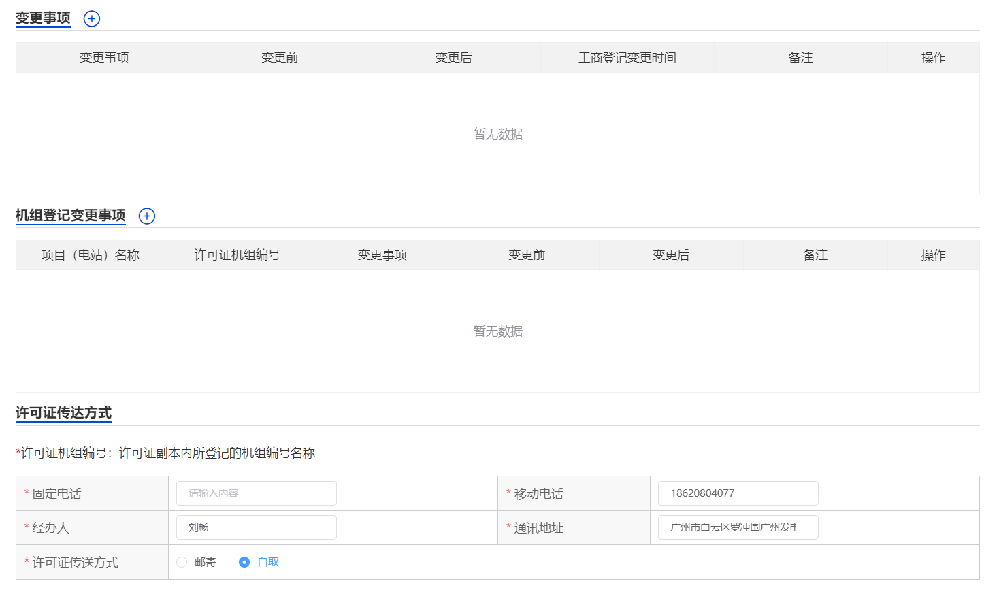 变更事项
变更事项 变更前 变更后 工商登记变更时间 备注 操作
暂无数据
机组登记变更事项
项目（电站）名称 许可证机组编号 变更事项 变更前 变更后 备注 操作
暂无数据
许可证传达方式
*许可证机组编号：许可证副本内所登记的机组编号名称
* 固定电话 请输入内容 * 移动电话 18620804077
* 经办人 刘畅 * 通讯地址 广州市白云区罗冲围广州发
* 许可证传送方式 邮寄 自取